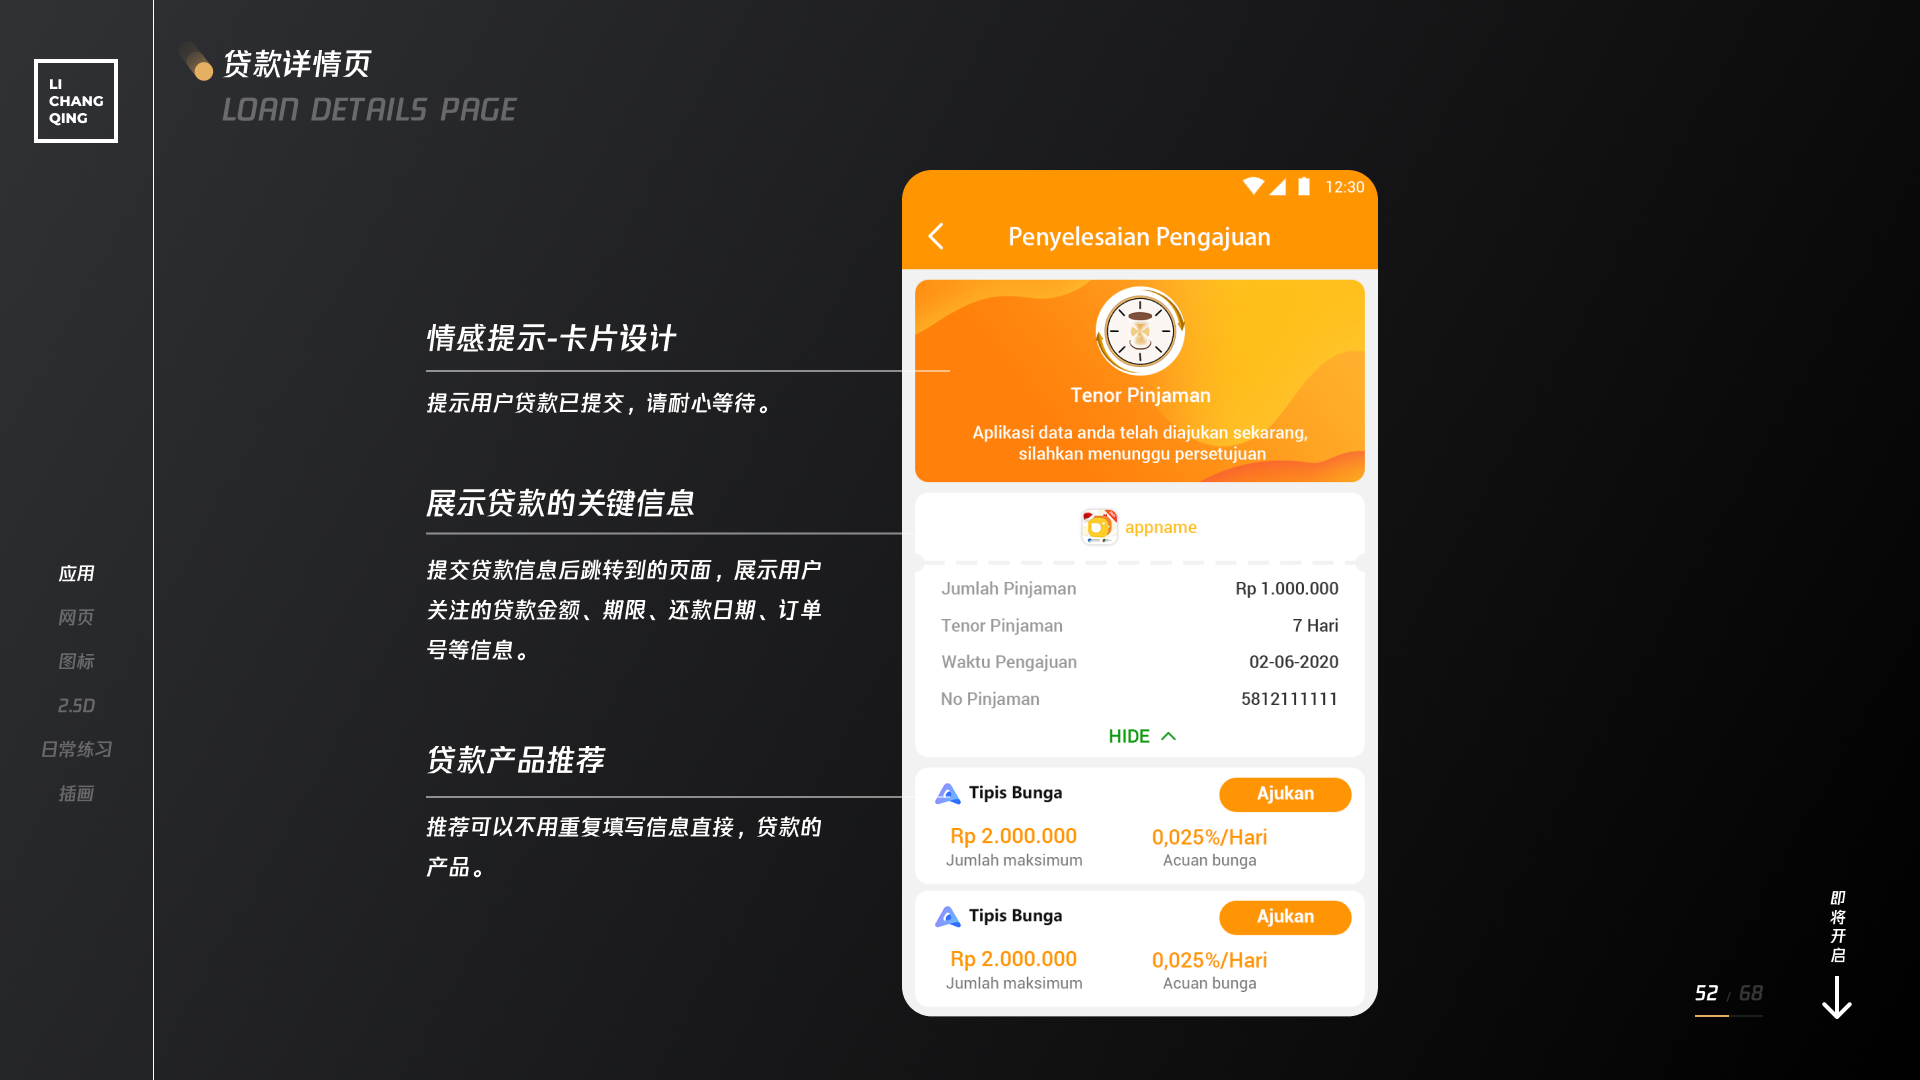 LI
CHANG
QING
贷款详情页
LOAN DETAILS PAGE
应用
网页
图标
2.5D
日常练习
插画
情感提示-卡片设计
提示用户贷款已提交，请耐心等待。
展示贷款的关键信息
提交贷款信息后跳转到的页面，展示用户
关注的贷款金额、期限、还款日期、订单
号等信息。
贷款产品推荐
推荐可以不用重复填写信息直接，贷款的
产品。
12:30
Penyelesaian Pengajuan
Tenor Pinjaman
Aplikasi data anda telah diajukan sekarang,
silahkan menunggu persetujuan
appname
Jumlah Pinjaman Rp 1.000.000
Tenor Pinjaman 7 Hari
Waktu Pengajuan 02-06-2020
No Pinjaman 5812111111
HIDE
Tipis Bunga Ajukan
Rp 2.000.000 0,025%/Hari
Jumlah maksimum Acuan bunga
Tipis Bunga Ajukan
Rp 2.000.000 0,025%/Hari
Jumlah maksimum Acuan bunga
即将开启
52 / 68